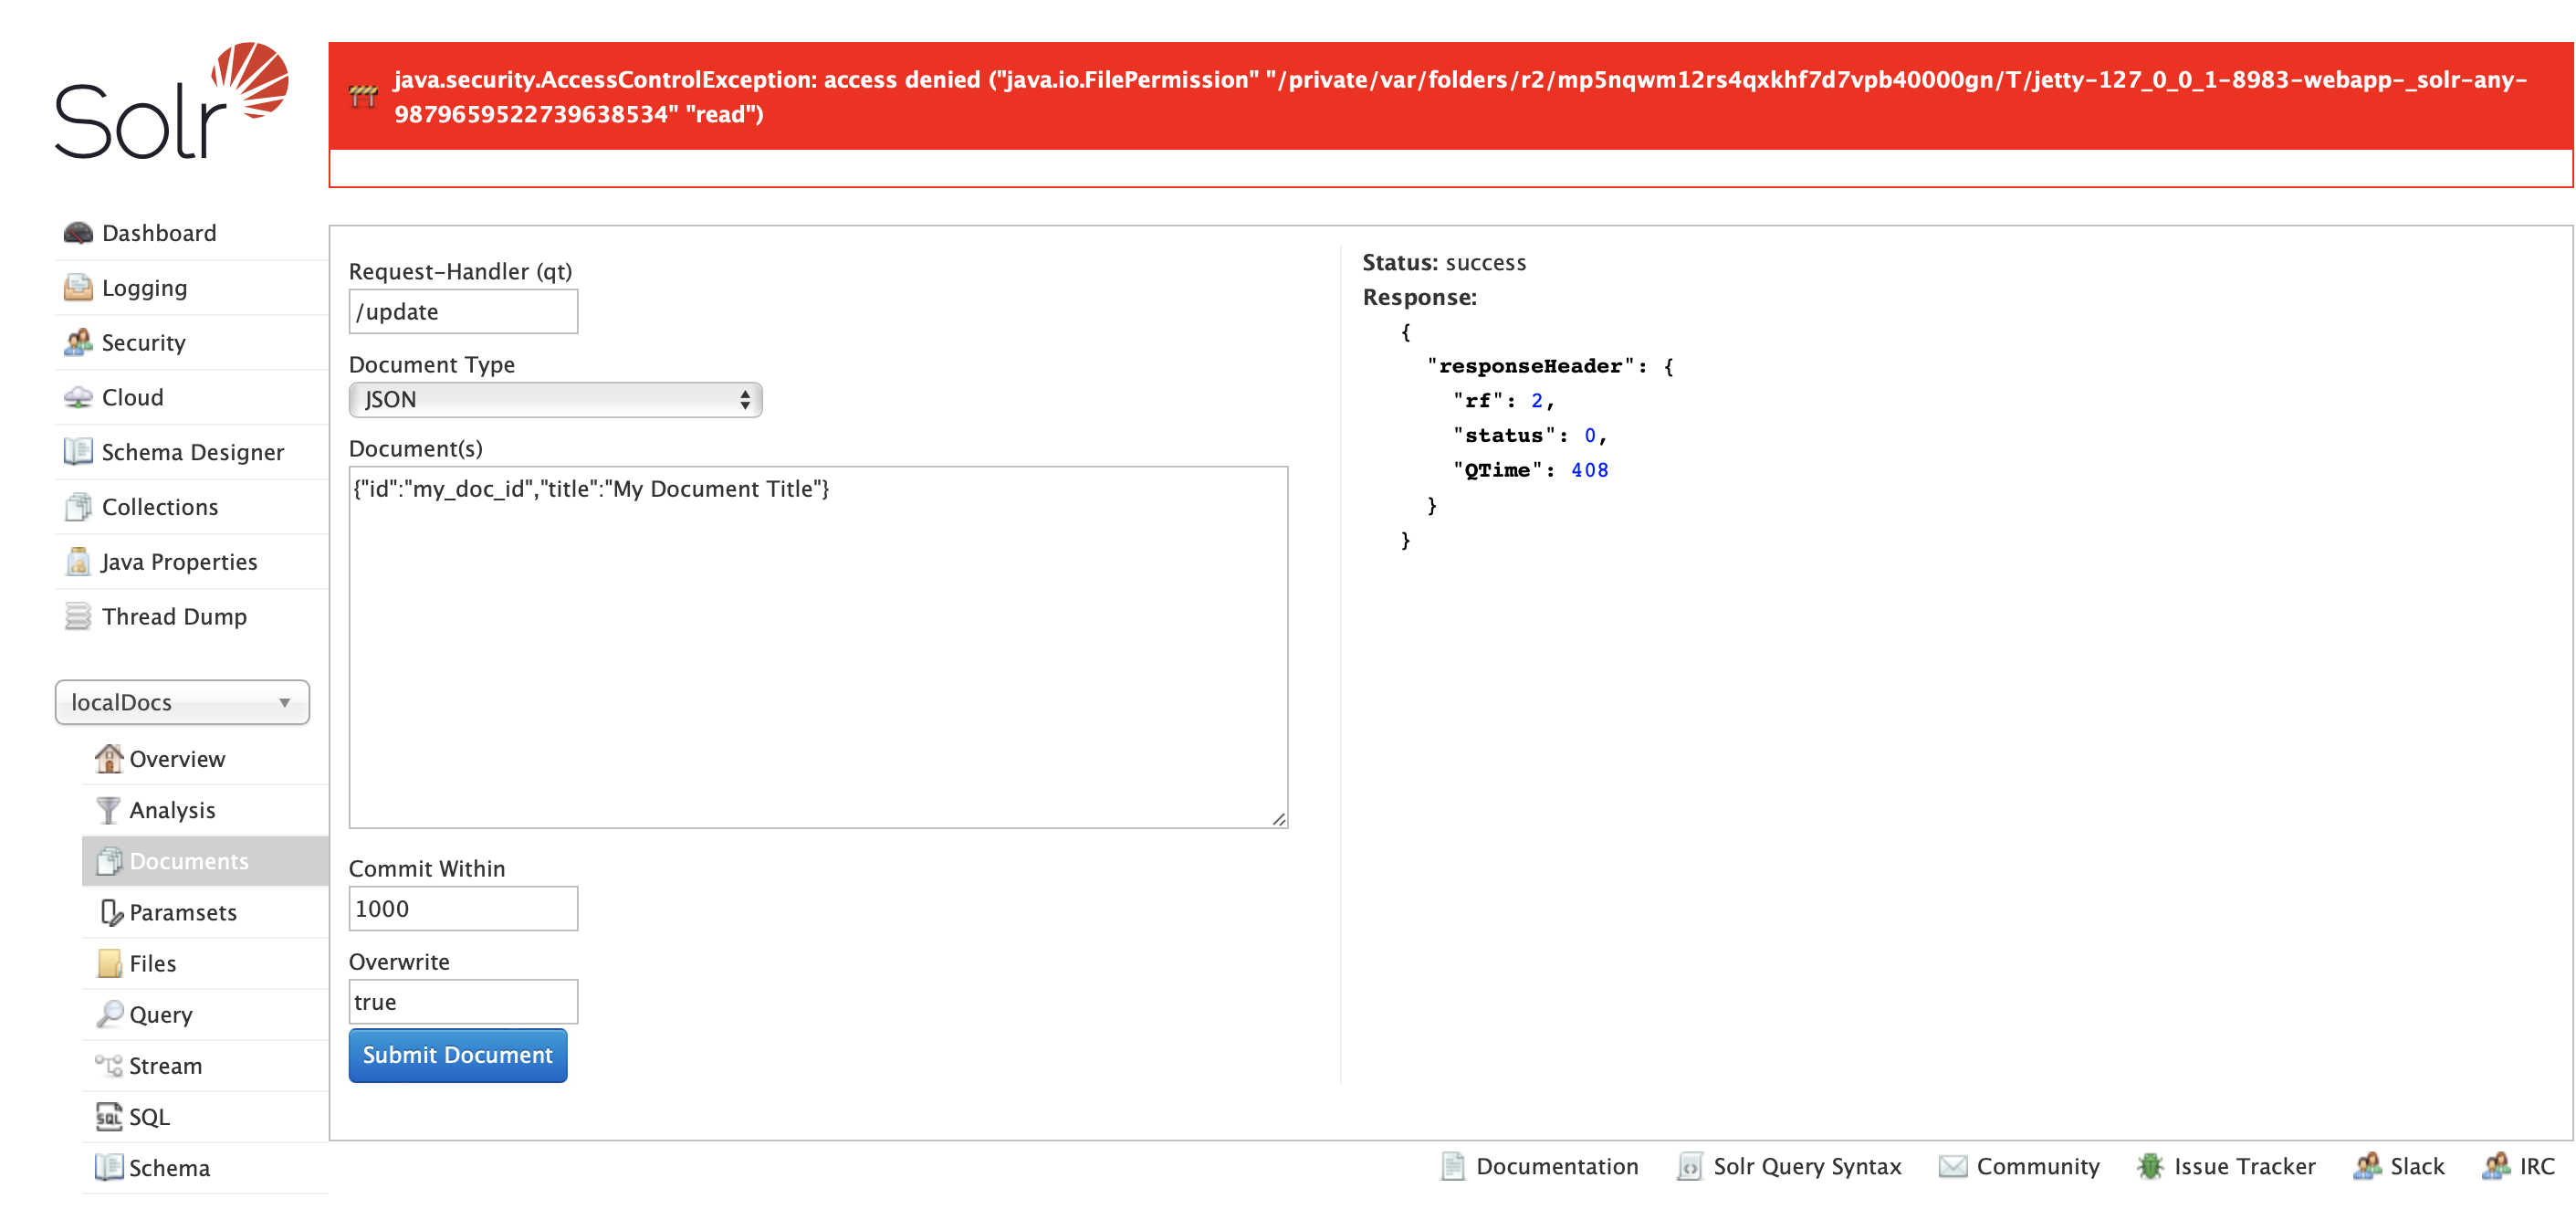 Solr
java.security.AccessControlException: access denied ("java.io.FilePermission" "/private/var/folders/r2/mp5nqwm12rs4qxkhf7d7vpb40000gn/T/jetty-127_0_0_1-8983-webapp-_solr-any-
9879659522739638534" "read")
Dashboard
Logging
Security
Cloud
Schema Designer
Collections
Java Properties
Thread Dump
localDocs
Overview
Analysis
Documents
Paramsets
Files
Query
Stream
SQL
Schema
Request-Handler (qt)
/update
Document Type
JSON
Document(s)
{"id":"my_doc_id","title":"My Document Title"}
Commit Within
1000
Overwrite
true
Submit Document
Status: success
Response:
{
"responseHeader": {
"rf": 2,
"status": 0,
"QTime": 408
}
}
Documentation
Solr Query Syntax
Community
Issue Tracker
Slack
IRC